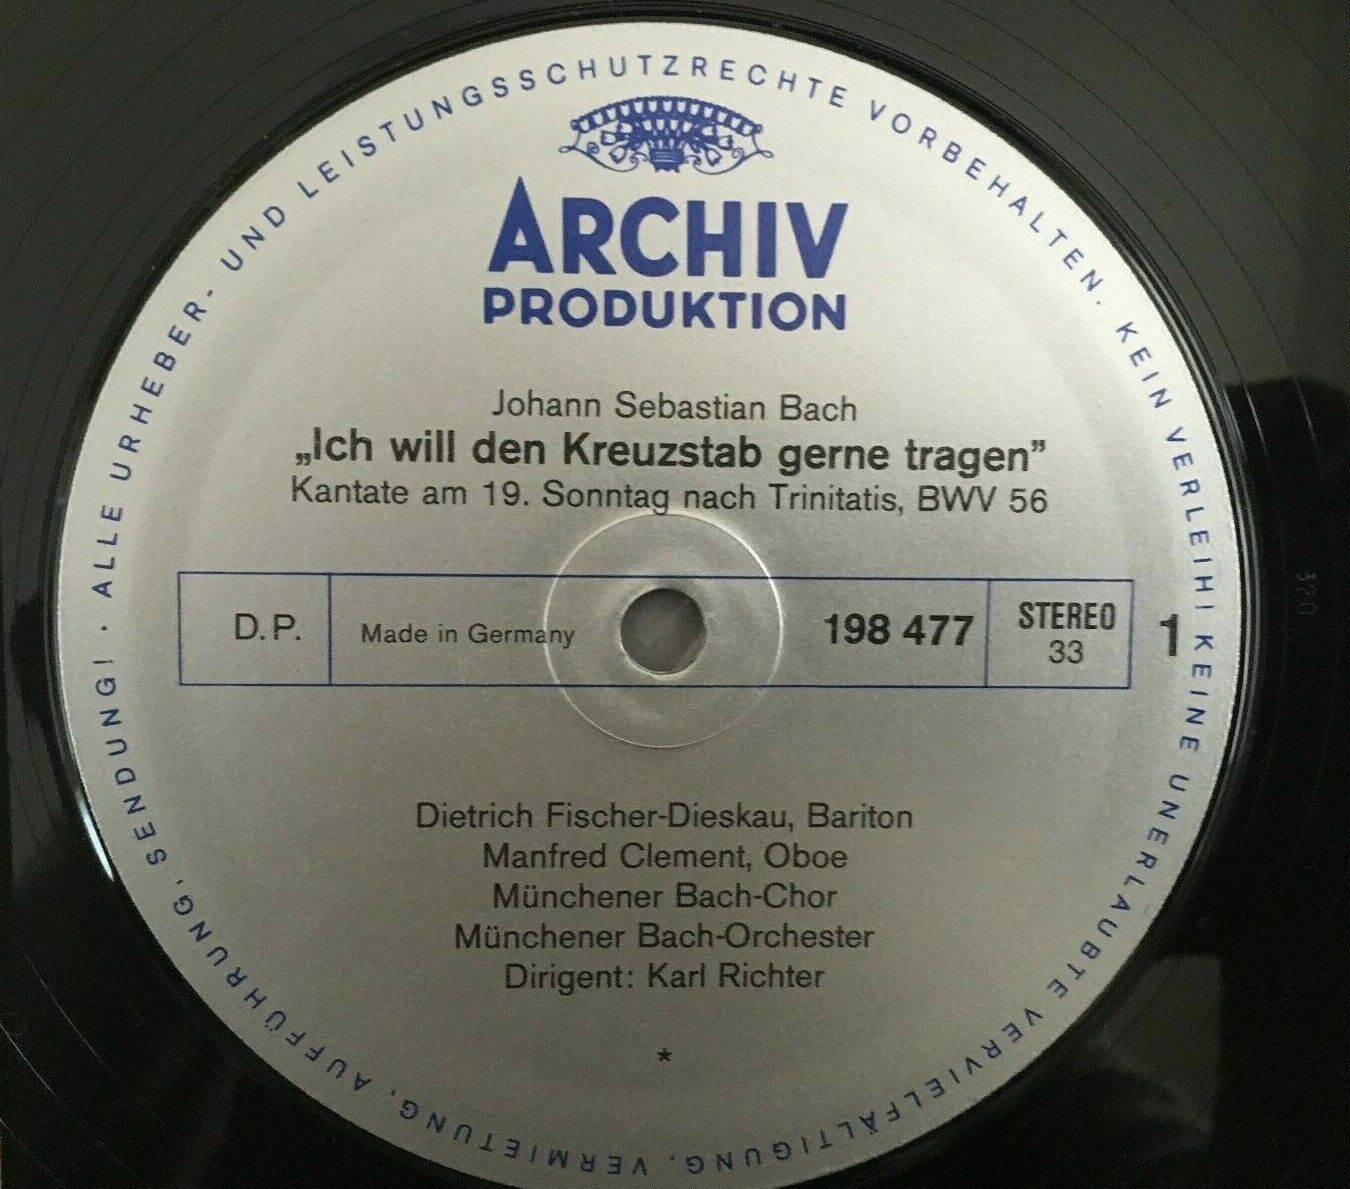 ALLE URHEBER- UND LEISTUNGSSCHUTZRECHTE VORBEHALTEN. KEIN VERLEIH! KEINE UNERLAUBTE VERVIELFÄLTIGUNG, VERMIETUNG, AUFFÜHRUNG, SENDUNG! ·
ARCHIV
PRODUKTION
Johann Sebastian Bach
„Ich will den Kreuzstab gerne tragen”
Kantate am 19. Sonntag nach Trinitatis, BWV 56
D.P. Made in Germany 198 477 STEREO 33 1
Dietrich Fischer-Dieskau, Bariton
Manfred Clement, Oboe
Münchener Bach-Chor
Münchener Bach-Orchester
Dirigent: Karl Richter
*
320